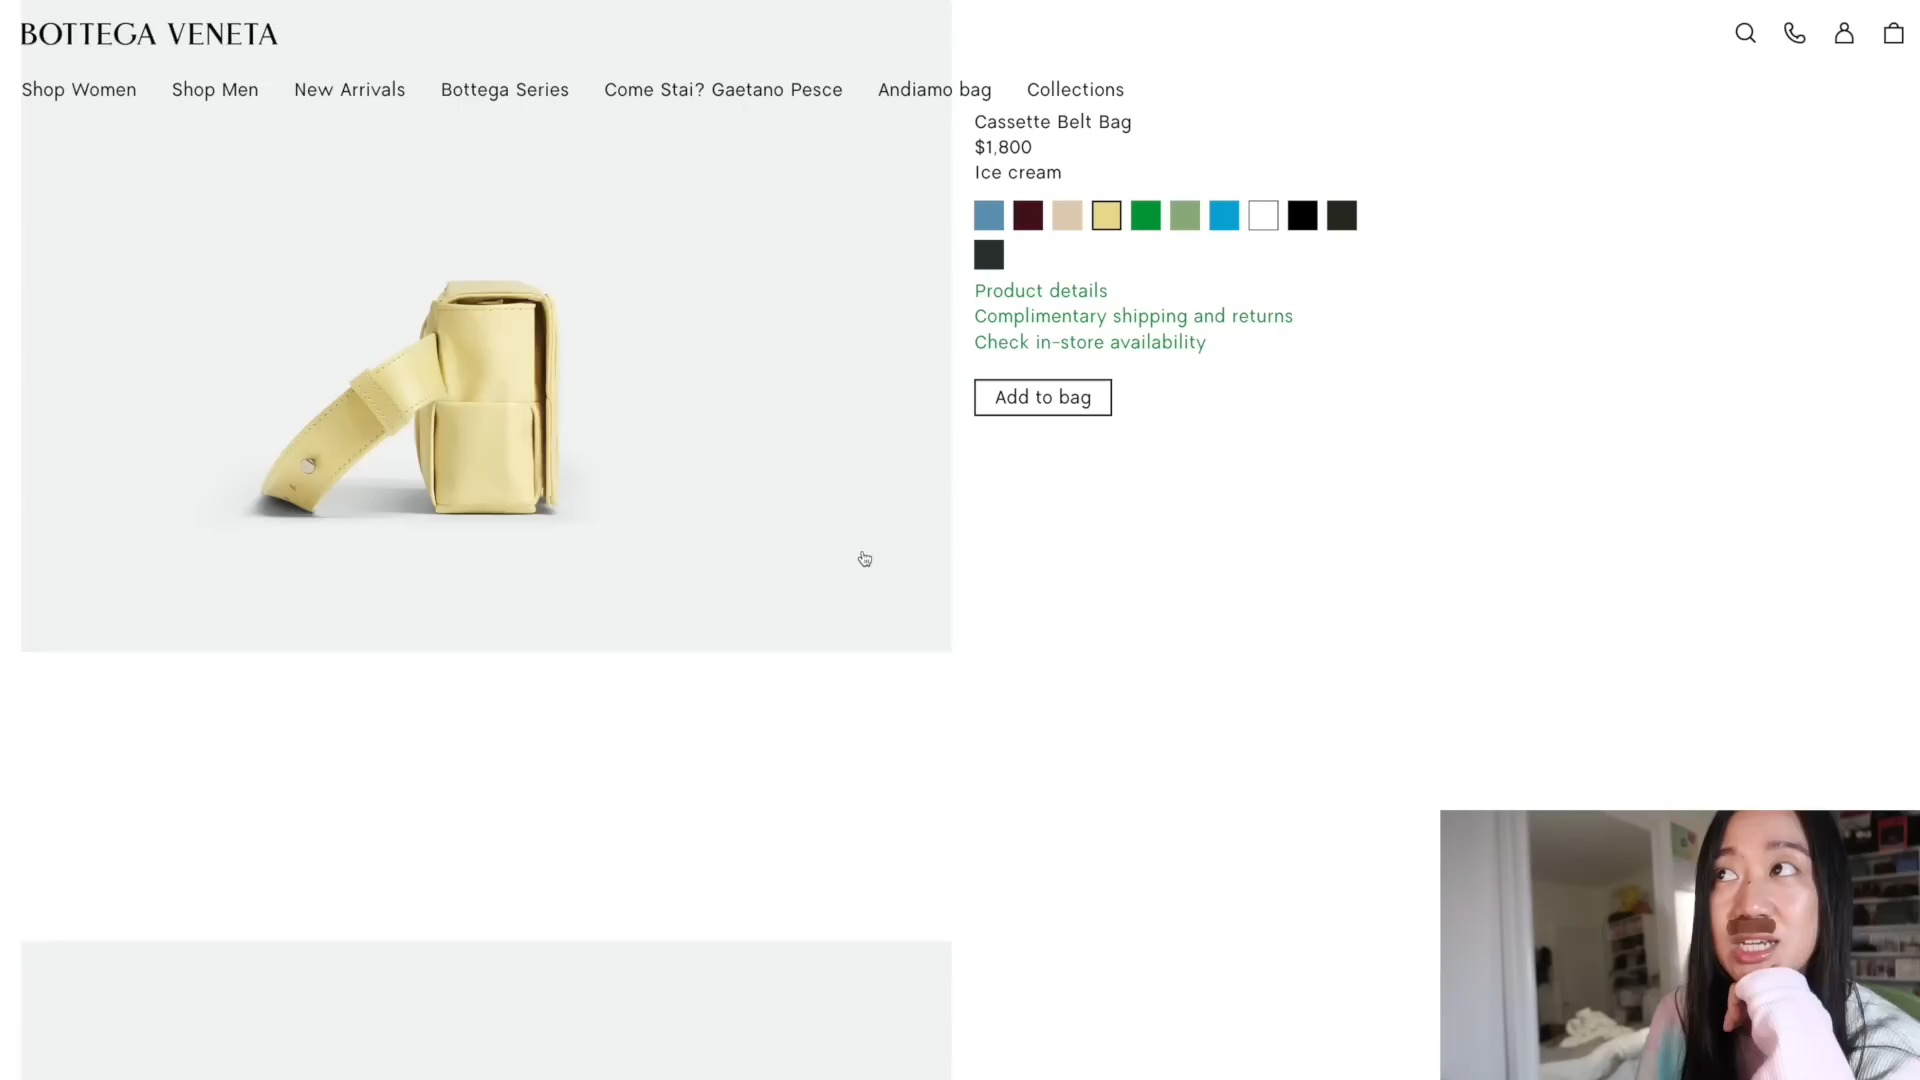 BOTTEGA VENETA
Shop Women Shop Men New Arrivals Bottega Series Come Stai? Gaetano Pesce Andiamo bag Collections
Cassette Belt Bag
$1,800
Ice cream
Product details
Complimentary shipping and returns
Check in-store availability
Add to bag